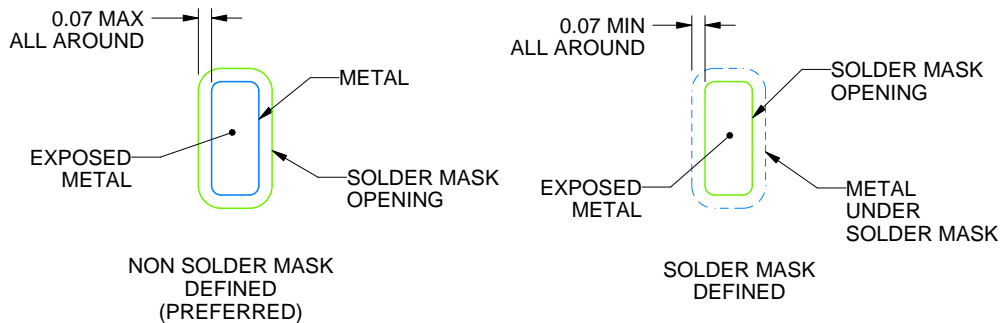 0.07 MAX
ALL AROUND
METAL
EXPOSED
METAL
SOLDER MASK
OPENING
NON SOLDER MASK
DEFINED
(PREFERRED)
0.07 MIN
ALL AROUND
SOLDER MASK
OPENING
EXPOSED
METAL
METAL
UNDER
SOLDER MASK
SOLDER MASK
DEFINED